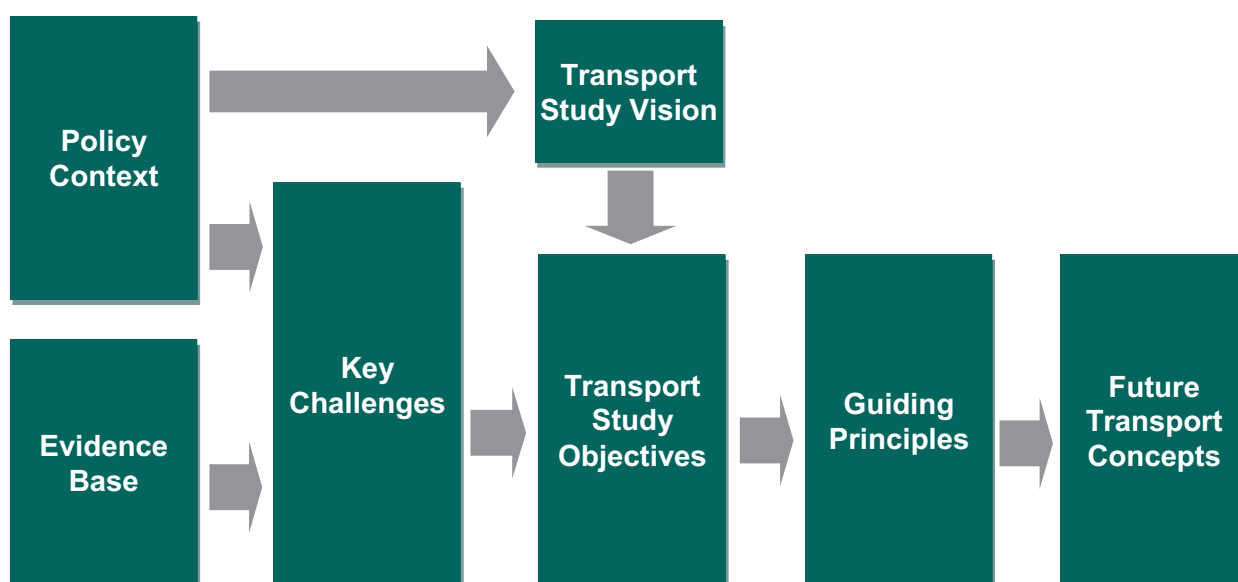 Policy
Context
Transport
Study Vision
Evidence
Base
Key
Challenges
Transport
Study
Objectives
Guiding
Principles
Future
Transport
Concepts